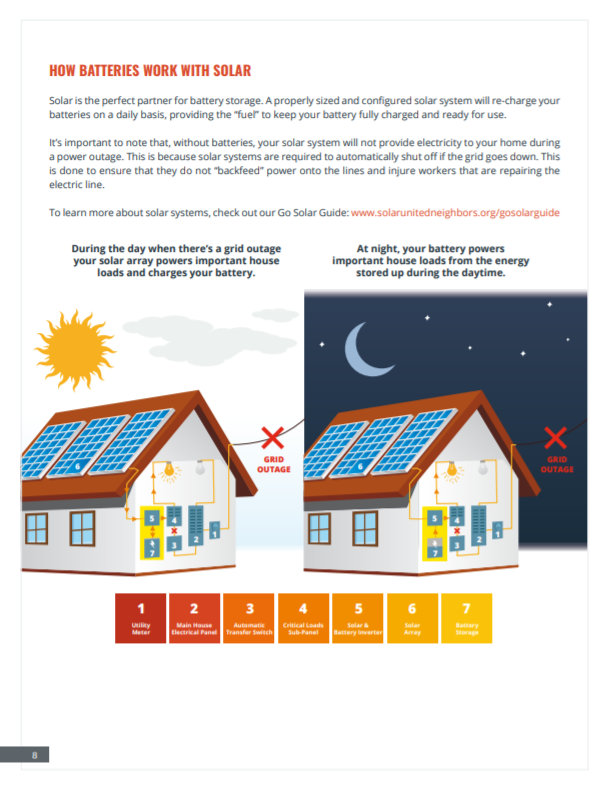 HOW BATTERIES WORK WITH SOLAR
Solar is the perfect partner for battery storage. A properly sized and configured solar system will re-charge your
batteries on a daily basis, providing the “fuel” to keep your battery fully charged and ready for use.
It’s important to note that, without batteries, your solar system will not provide electricity to your home during
a power outage. This is because solar systems are required to automatically shut off if the grid goes down. This
is done to ensure that they do not “backfeed” power onto the lines and injure workers that are repairing the
electric line.
To learn more about solar systems, check out our Go Solar Guide: www.solarunitedneighbors.org/gosolarguide
During the day when there’s a grid outage
your solar array powers important house
loads and charges your battery.
At night, your battery powers
important house loads from the energy
stored up during the daytime.
GRID
OUTAGE
6
5
4
7
3
2
1
GRID
OUTAGE
6
5
4
7
3
2
1
1
Utility
Meter
2
Main House
Electrical Panel
3
Automatic
Transfer Switch
4
Critical Loads
Sub-Panel
5
Solar &
Battery Inverter
6
Solar
Array
7
Battery
Storage
8